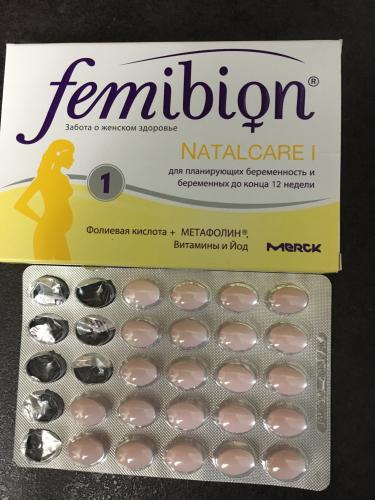 femibion®
Забота о женском здоровье
NATALCARE I
для планирующих беременность и
беременных до конца 12 недели
1
Фолиевая кислота + МЕТАФОЛИН®,
Витамины и Йод
MERCK